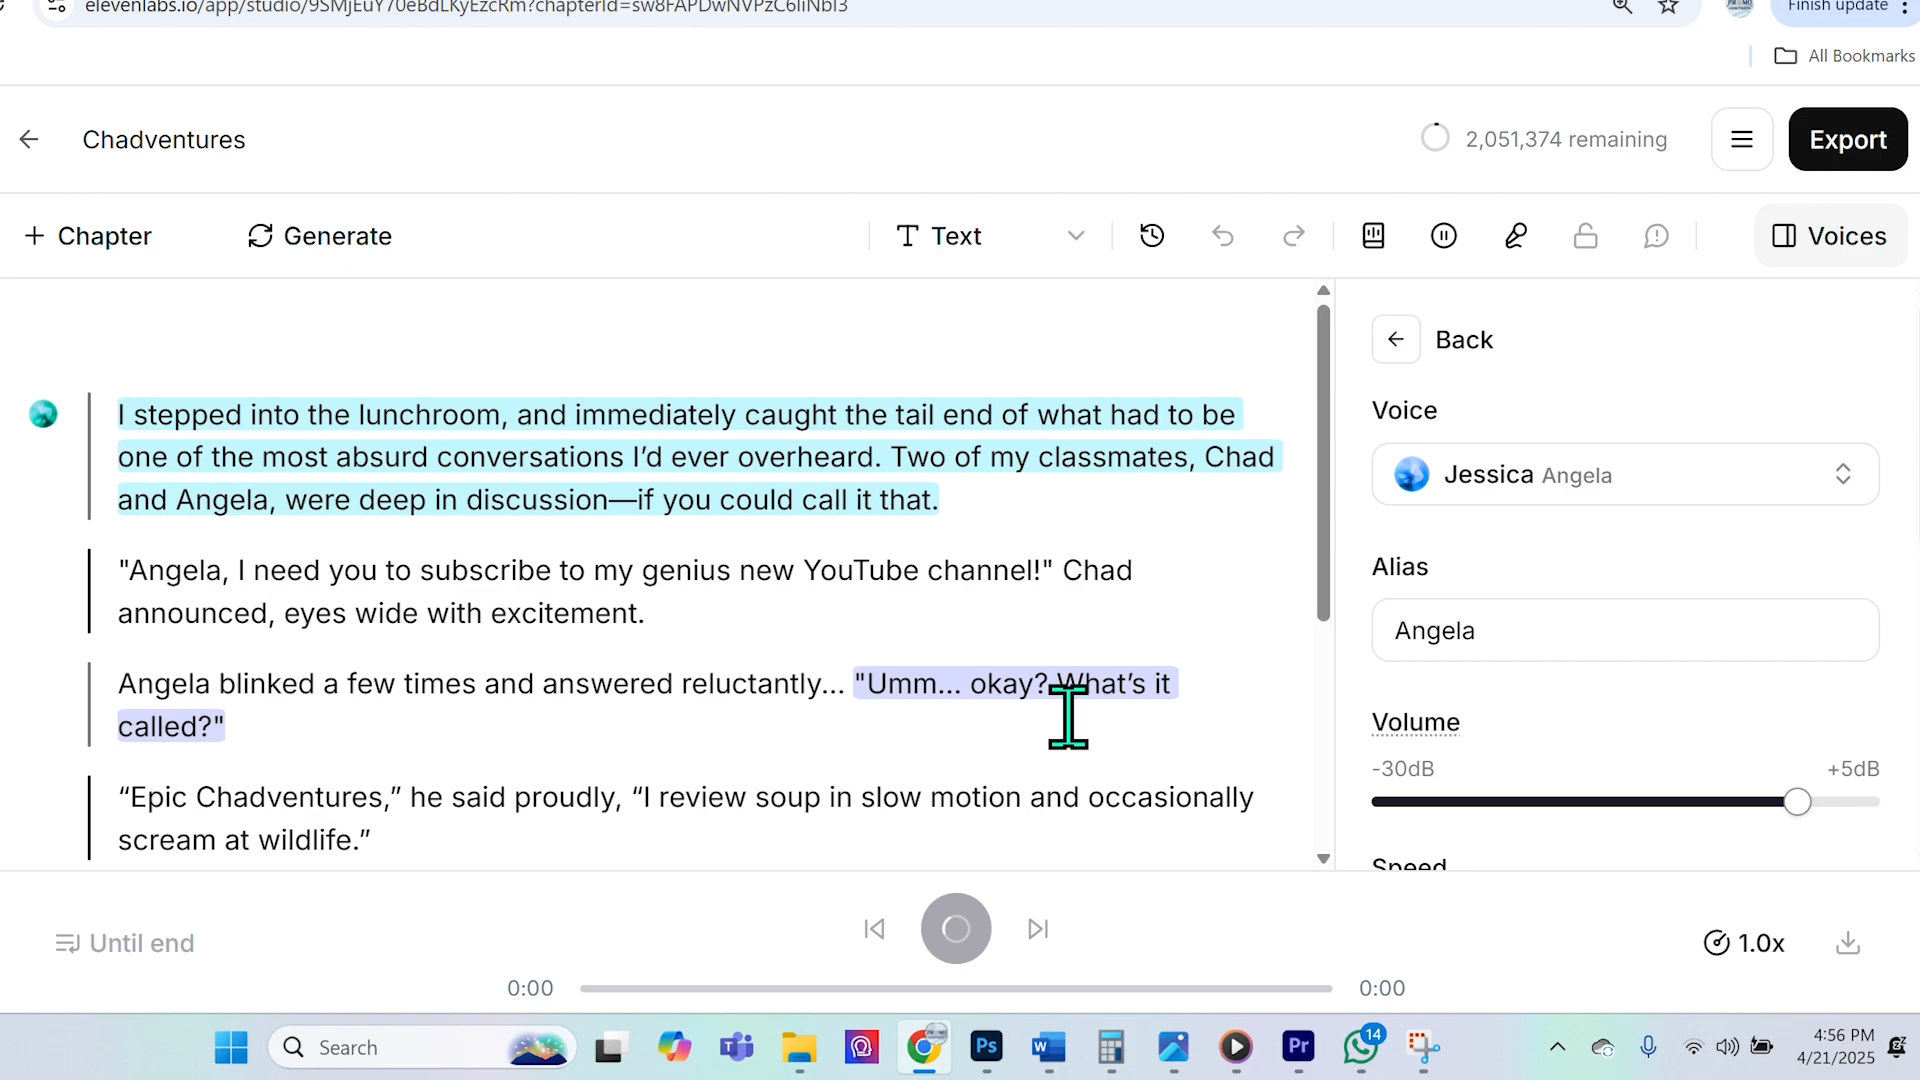 elevenlabs.io/app/studio/9SMjEuY70eBdLKyEzcRm?chapterId=sw8FAPDwNVPzC6IiNbI3
Finish update
All Bookmarks
Chadventures
2,051,374 remaining
Export
+ Chapter
Generate
T Text
Voices
I stepped into the lunchroom, and immediately caught the tail end of what had to be
one of the most absurd conversations I’d ever overheard. Two of my classmates, Chad
and Angela, were deep in discussion—if you could call it that.
"Angela, I need you to subscribe to my genius new YouTube channel!" Chad
announced, eyes wide with excitement.
Angela blinked a few times and answered reluctantly... "Umm... okay? What’s it
called?"
“Epic Chadventures,” he said proudly, “I review soup in slow motion and occasionally
scream at wildlife.”
Back
Voice
Jessica Angela
Alias
Angela
Volume
-30dB
+5dB
Speed
Until end
1.0x
0:00
0:00
Search
Ps
W
Pr
14
4:56 PM
4/21/2025